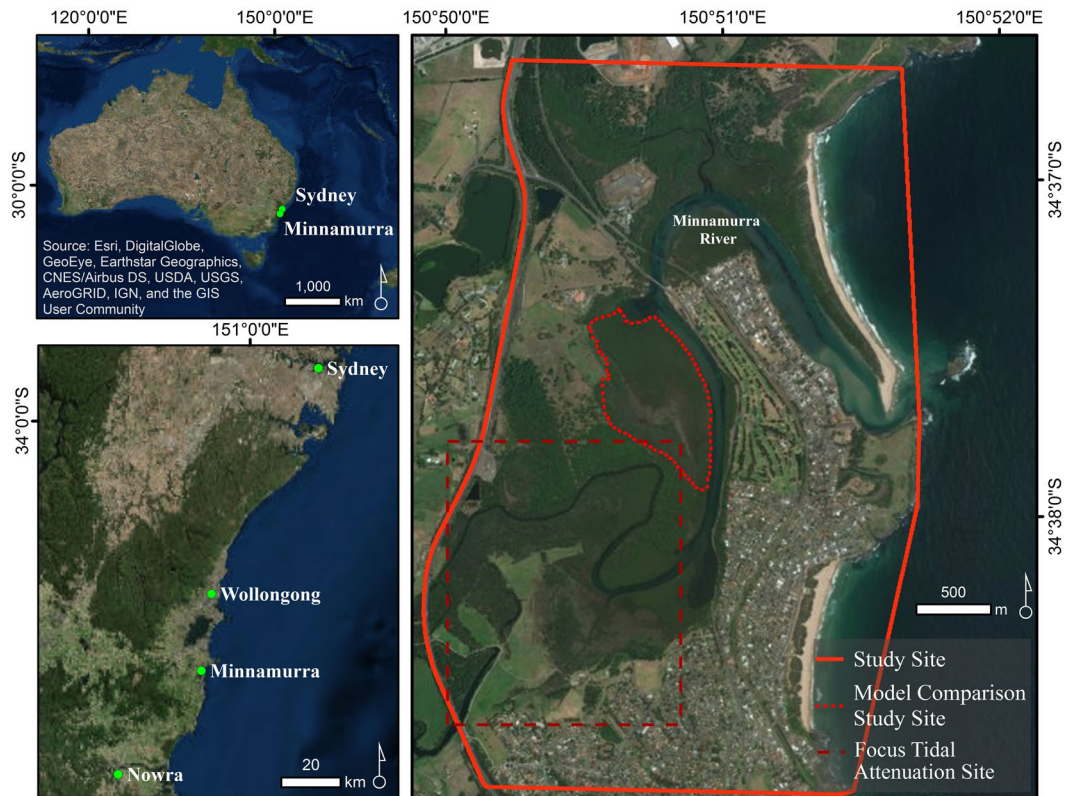 120°0'0"E
150°0'0"E
30°0'0"S
Sydney
Minnamurra
Source: Esri, DigitalGlobe,
GeoEye, Earthstar Geographics,
CNES/Airbus DS, USDA, USGS,
AeroGRID, IGN, and the GIS
User Community
1,000
km
151°0'0"E
34°0'0"S
Sydney
Wollongong
Minnamurra
Nowra
20
km
150°50'0"E
150°51'0"E
150°52'0"E
34°37'0"S
34°38'0"S
Minnamurra
River
500
m
Study Site
Model Comparison
Study Site
Focus Tidal
Attenuation Site